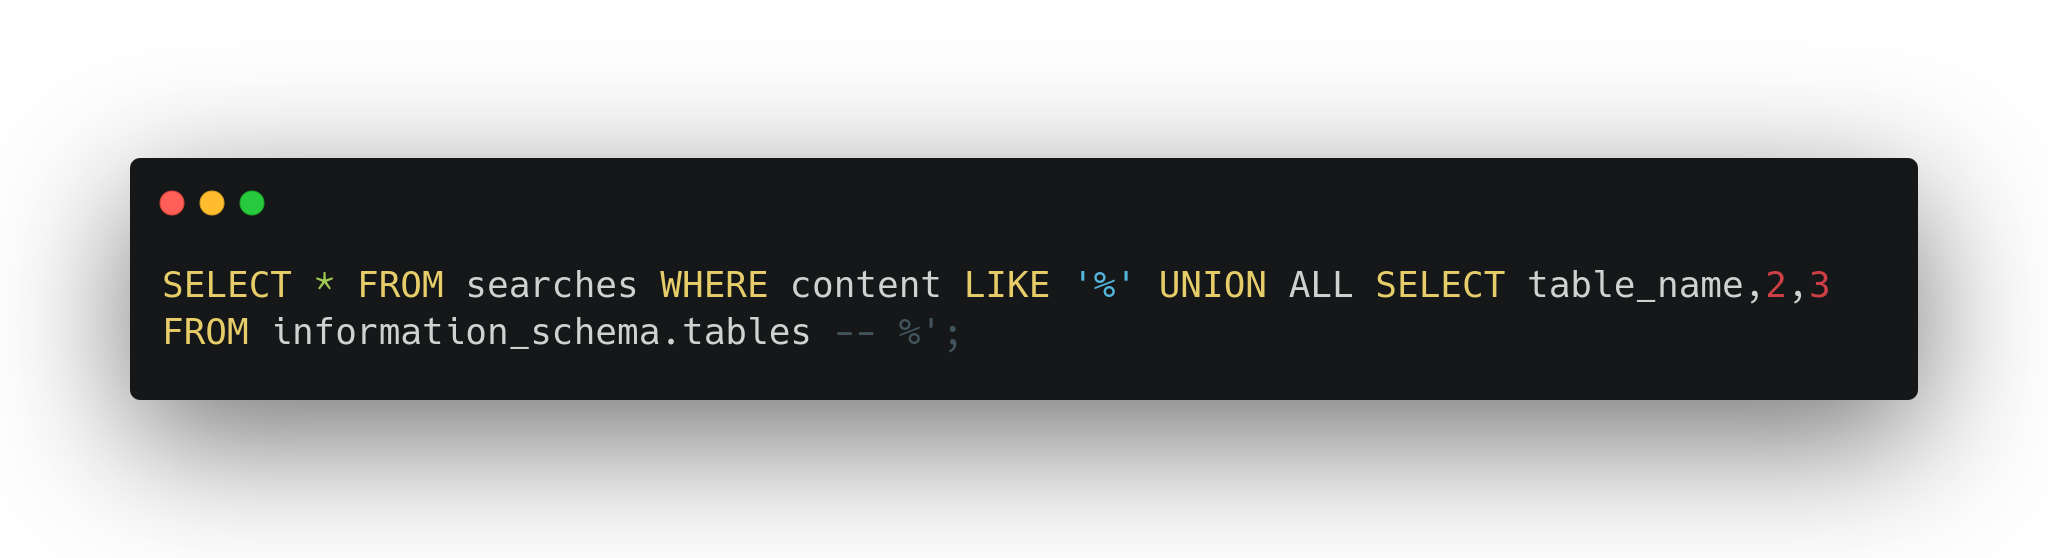 SELECT * FROM searches WHERE content LIKE '%' UNION ALL SELECT table_name,2,3
FROM information_schema.tables -- %';